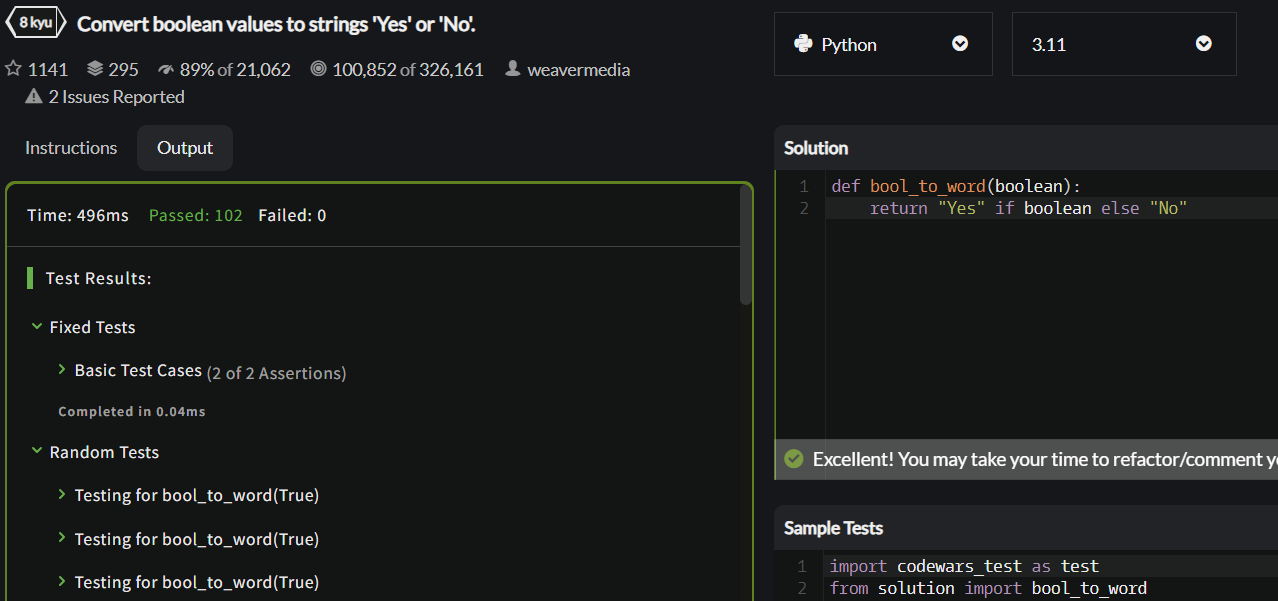 8 kyu Convert boolean values to strings 'Yes' or 'No'.
1141 295 89% of 21,062 100,852 of 326,161 weavermedia
2 Issues Reported
Python 3.11
Instructions Output
Time: 496ms Passed: 102 Failed: 0
Test Results:
Fixed Tests
Basic Test Cases (2 of 2 Assertions)
Completed in 0.04ms
Random Tests
Testing for bool_to_word(True)
Testing for bool_to_word(True)
Testing for bool_to_word(True)
Solution
1 def bool_to_word(boolean):
2 return "Yes" if boolean else "No"
Excellent! You may take your time to refactor/comment
Sample Tests
1 import codewars_test as test
2 from solution import bool_to_word